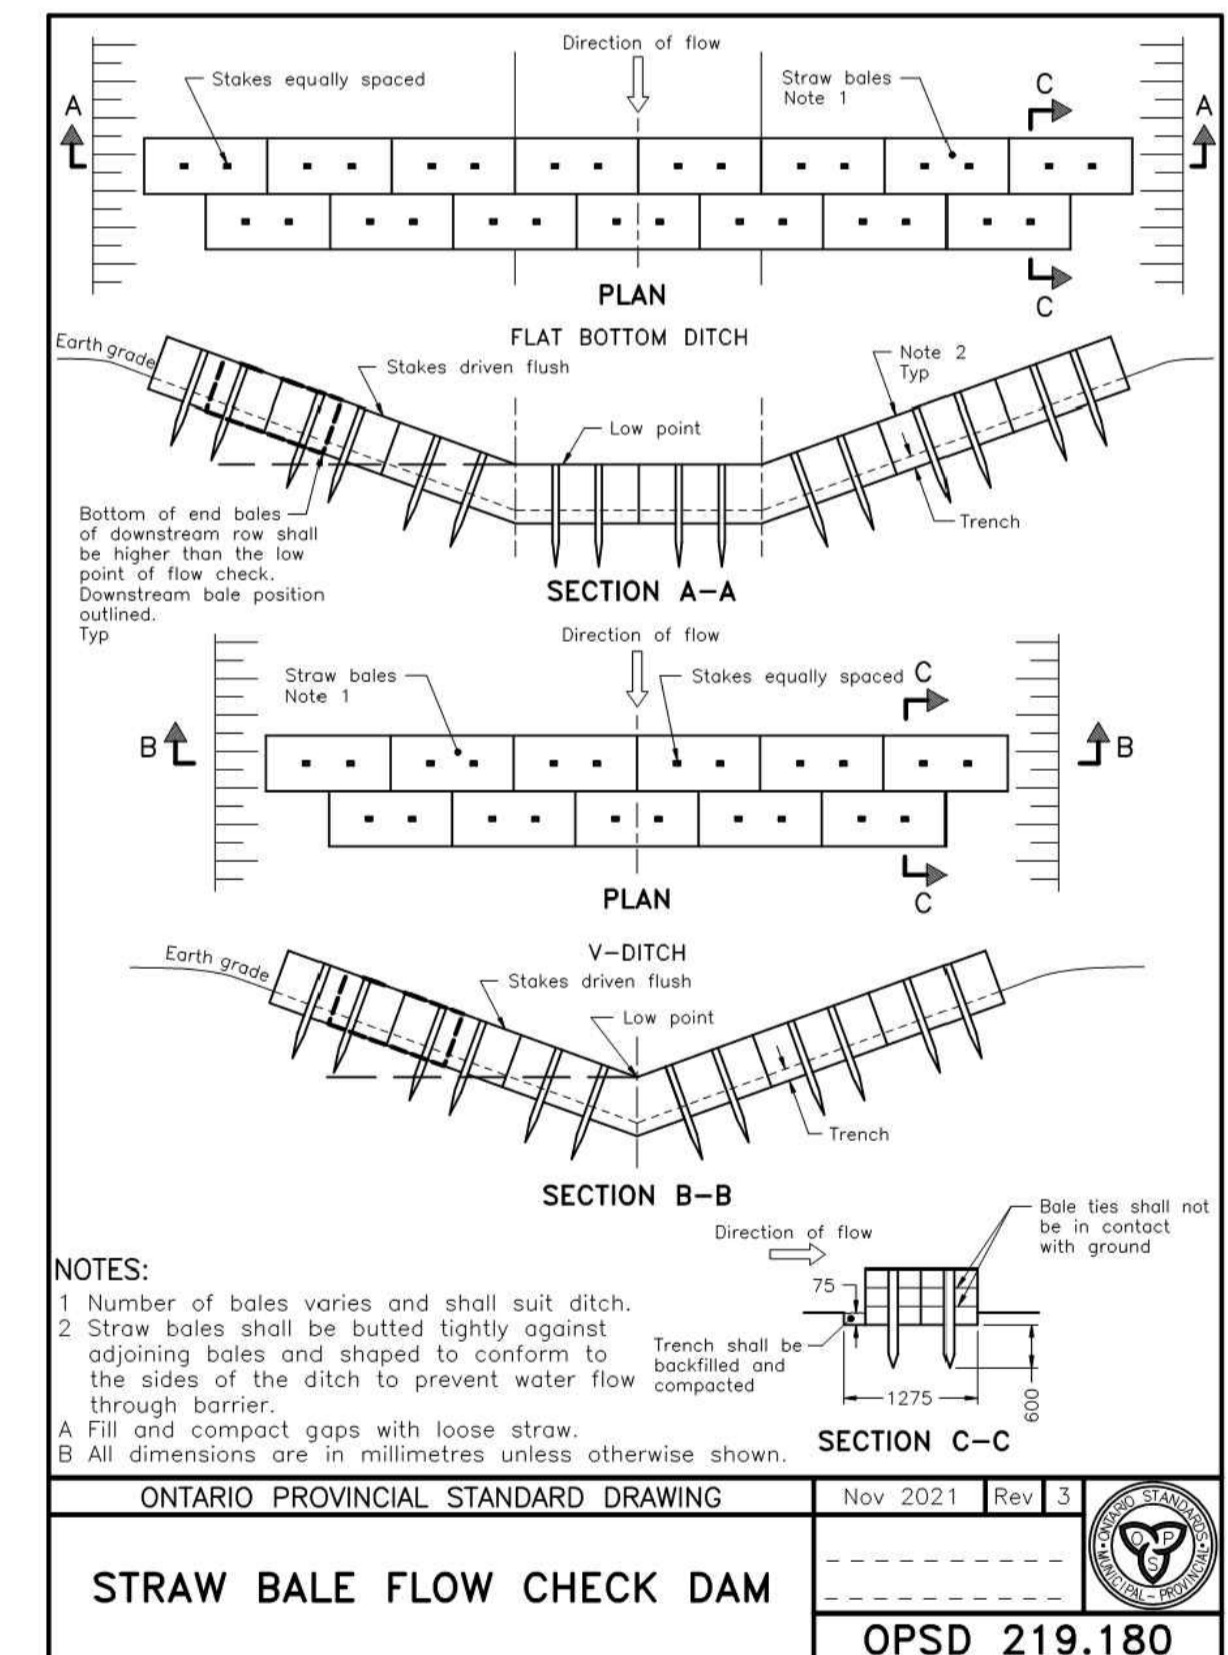 Direction of flow
Stakes equally spaced
Straw bales
Note 1
C
A
A
PLAN
C
FLAT BOTTOM DITCH
Earth grade
Stakes driven flush
Note 2
Typ
Low point
Bottom of end bales
of downstream row shall
be higher than the low
point of flow check.
Downstream bale position
outlined.
Typ
Trench
SECTION A-A
Direction of flow
Straw bales
Note 1
Stakes equally spaced
C
B
B
PLAN
C
V-DITCH
Earth grade
Stakes driven flush
Low point
Trench
SECTION B-B
Direction of flow
Bale ties shall not
be in contact
with ground
75
Trench shall be
backfilled and
compacted
1275
600
SECTION C-C
NOTES:
1 Number of bales varies and shall suit ditch.
2 Straw bales shall be butted tightly against
adjoining bales and shaped to conform to
the sides of the ditch to prevent water flow
through barrier.
A Fill and compact gaps with loose straw.
B All dimensions are in millimetres unless otherwise shown.
ONTARIO PROVINCIAL STANDARD DRAWING
Nov 2021
Rev
3
ONTARIO STANDARDS
MUNICIPAL-PROVINCIAL
O P
S
STRAW BALE FLOW CHECK DAM
OPSD 219.180